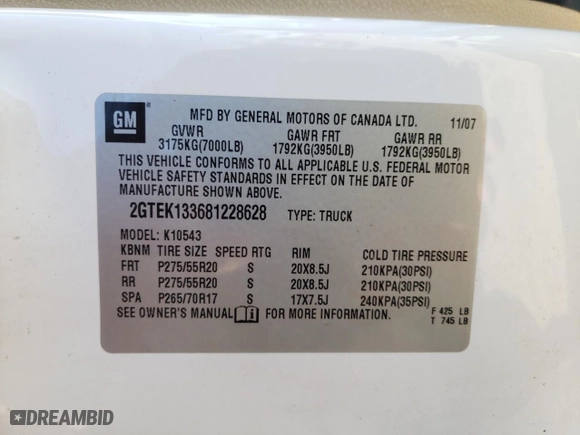 GM ®
MFD BY GENERAL MOTORS OF CANADA LTD. 11/07
GVWR GAWR FRT GAWR RR
3175KG(7000LB) 1792KG(3950LB) 1792KG(3950LB)
THIS VEHICLE CONFORMS TO ALL APPLICABLE U.S. FEDERAL MOTOR
VEHICLE SAFETY STANDARDS IN EFFECT ON THE DATE OF
MANUFACTURE SHOWN ABOVE.
2GTEK133681228628 TYPE: TRUCK
MODEL: K10543
KBNM TIRE SIZE SPEED RTG RIM COLD TIRE PRESSURE
FRT P275/55R20 S 20X8.5J 210KPA(30PSI)
RR P275/55R20 S 20X8.5J 210KPA(30PSI)
SPA P265/70R17 S 17X7.5J 240KPA(35PSI)
SEE OWNER'S MANUAL i FOR MORE INFORMATION.
F 425 LB
T 745 LB
DREAMBID